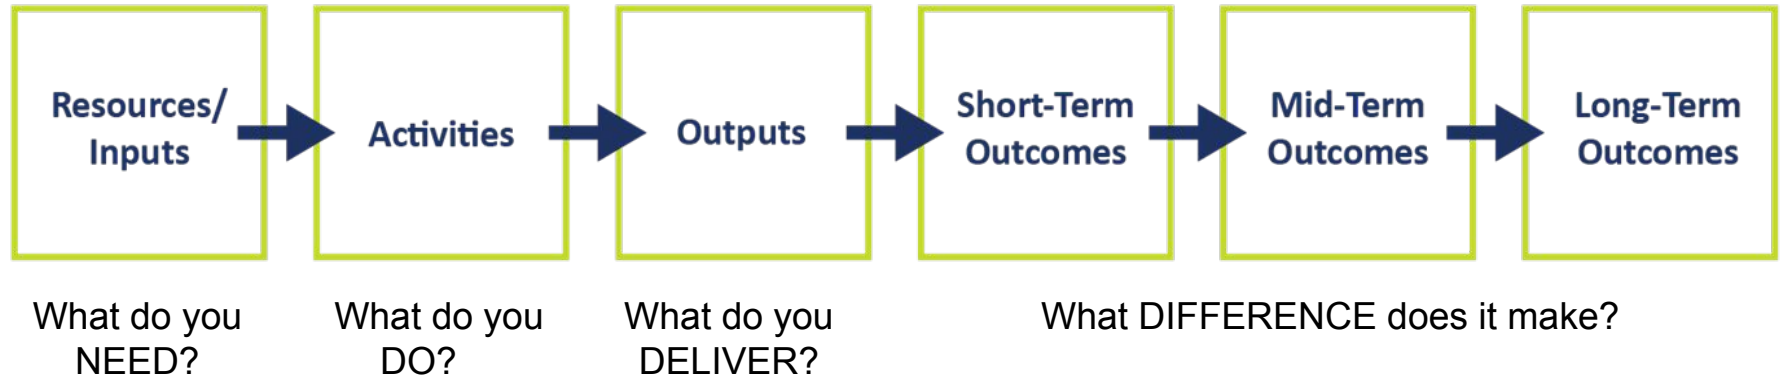 Resources/
Inputs
Activities
Outputs
Short-Term
Outcomes
Mid-Term
Outcomes
Long-Term
Outcomes
What do you
NEED?
What do you
DO?
What do you
DELIVER?
What DIFFERENCE does it make?